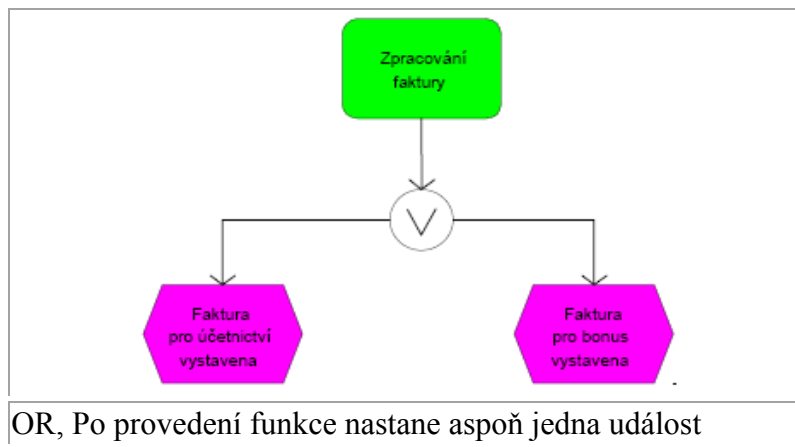 Zpracování
faktury
V
Faktura
pro účetnictví
vystavena
Faktura
pro bonus
vystavena
OR, Po provedení funkce nastane aspoň jedna událost